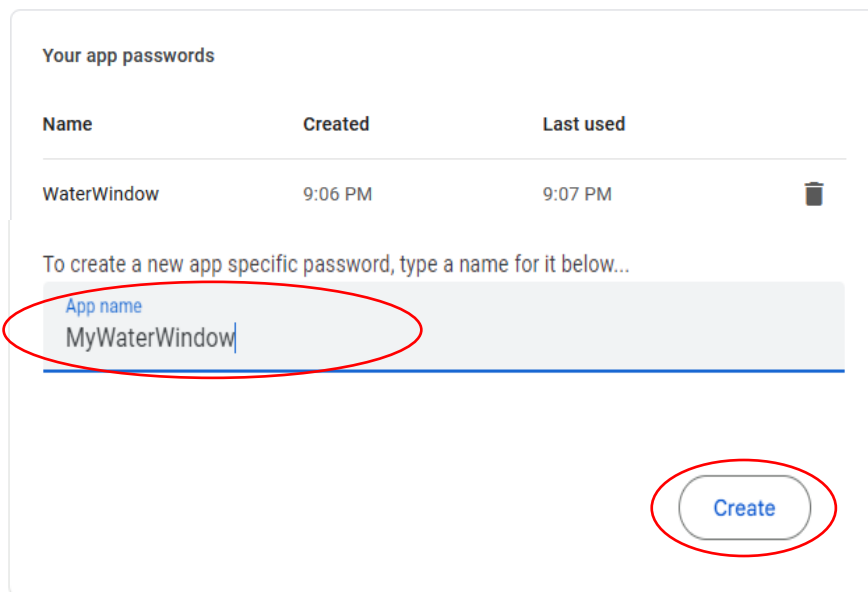 Your app passwords
Name Created Last used
WaterWindow 9:06 PM 9:07 PM
To create a new app specific password, type a name for it below...
App name
MyWaterWindow
Create